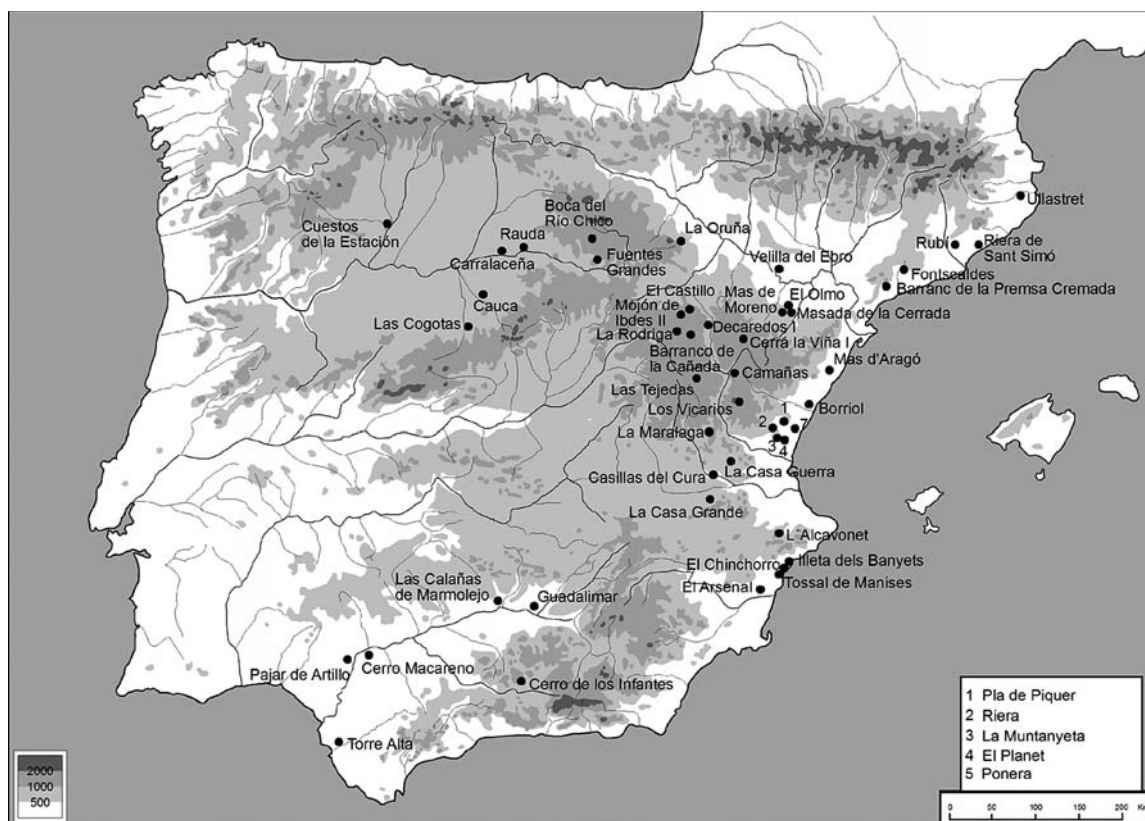 Ullastret
Cuestos
de la Estación
Boca del
Río Chico
Rauda
La Oruña
Carralaceña
Fuentes
Grandes
Velilla del Ebro
Rubí
Riera de
Sant Simó
Fontscaldes
Barranc de la Premsa Cremada
Cauca
El Castillo
Mas de
Moreno
El Olmo
Mojón de
Ibdes II
Masada de la Cerrada
Las Cogotas
Decaredos I
La Rodriga
Cerrá la Viña I
Barranco de
la Cañada
Mas d'Aragó
Camañas
Las Tejedas
Los Vicarios
Borriol
1
2
7
3
4
La Maralaga
La Casa Guerra
Casillas del Cura
La Casa Grande
L´Alcavonet
Illeta dels Banyets
El Chinchorro
Tossal de Manises
El Arsenal
Las Calañas
de Marmolejo
Guadalimar
Pajar de Artillo
Cerro Macareno
Cerro de los Infantes
Torre Alta
2000
1000
500
1 Pla de Piquer
2 Riera
3 La Muntanyeta
4 El Planet
5 Ponera
0 50 100 150 200 Km